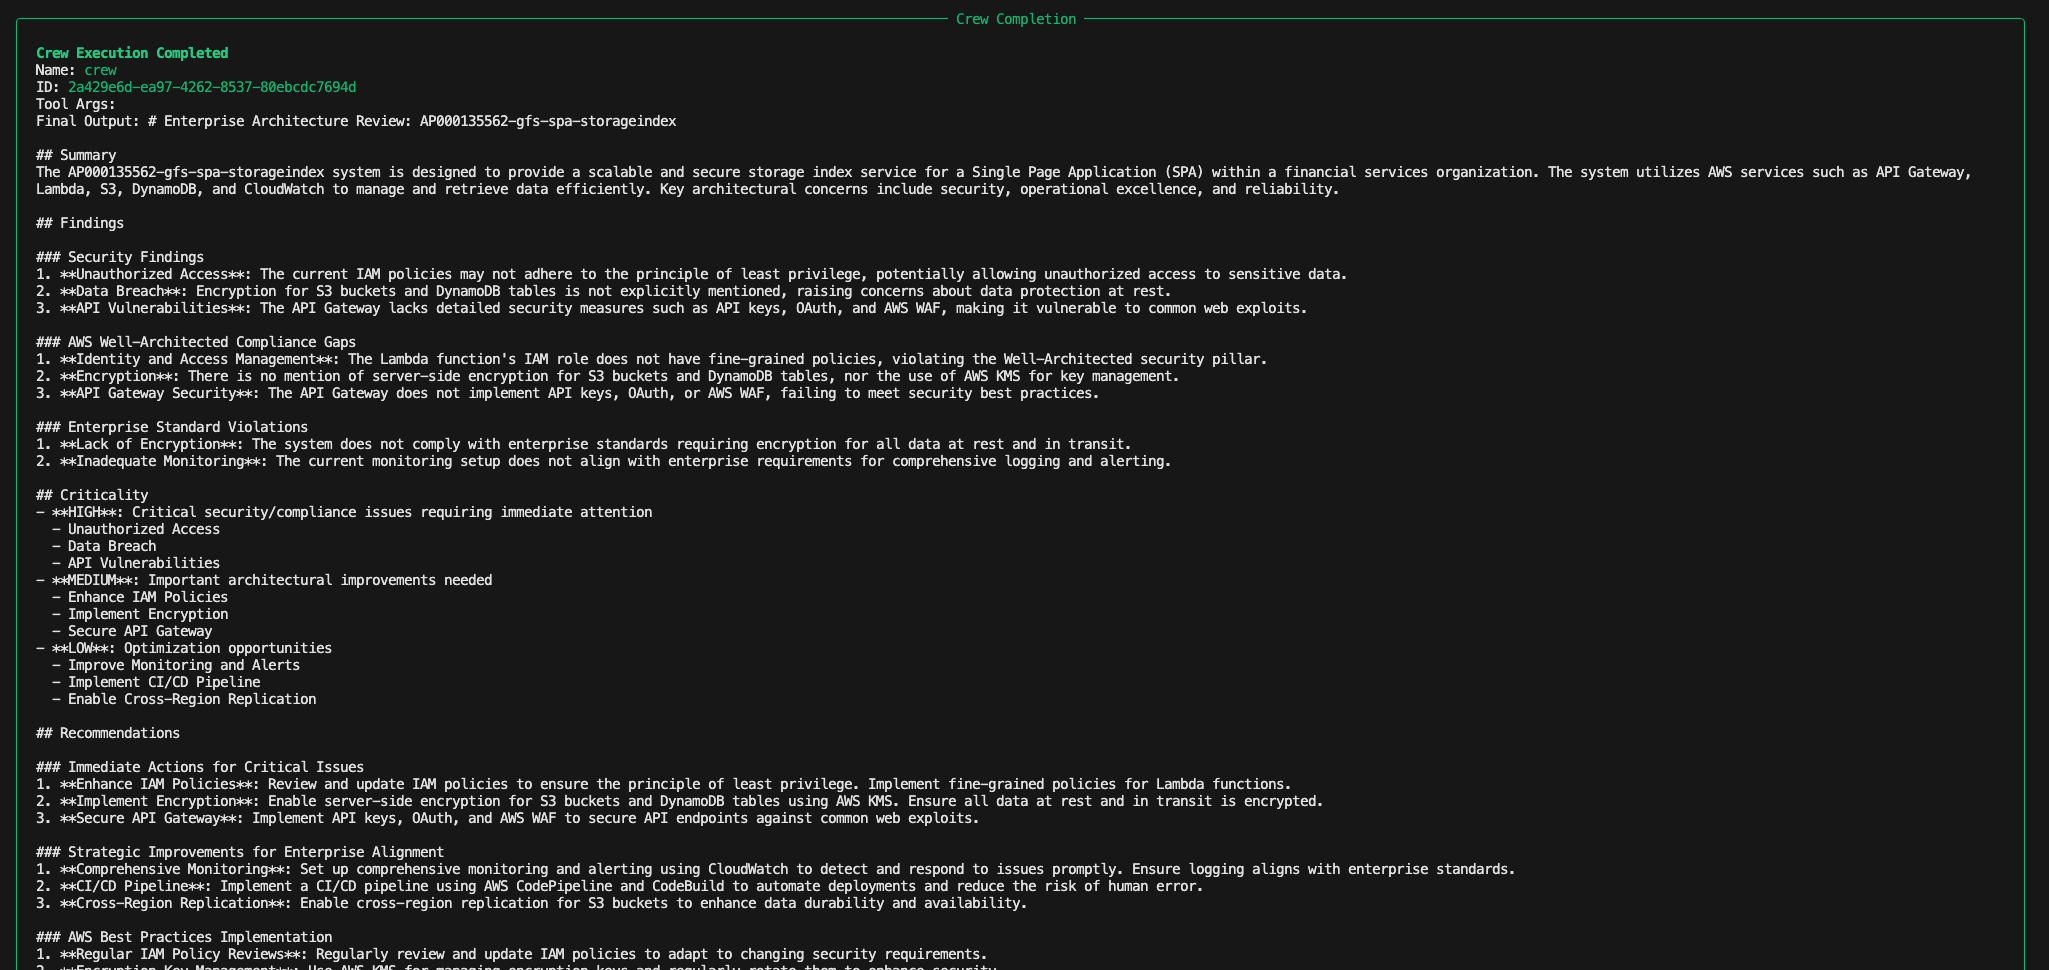 Crew Completion
Crew Execution Completed
Name: crew
ID: 2a429e6d-ea97-4262-8537-80ebcdc7694d
Tool Args:
Final Output: # Enterprise Architecture Review: AP000135562-gfs-spa-storageindex
## Summary
The AP000135562-gfs-spa-storageindex system is designed to provide a scalable and secure storage index service for a Single Page Application (SPA) within a financial services organization. The system utilizes AWS services such as API Gateway,
Lambda, S3, DynamoDB, and CloudWatch to manage and retrieve data efficiently. Key architectural concerns include security, operational excellence, and reliability.
## Findings
### Security Findings
1. **Unauthorized Access**: The current IAM policies may not adhere to the principle of least privilege, potentially allowing unauthorized access to sensitive data.
2. **Data Breach**: Encryption for S3 buckets and DynamoDB tables is not explicitly mentioned, raising concerns about data protection at rest.
3. **API Vulnerabilities**: The API Gateway lacks detailed security measures such as API keys, OAuth, and AWS WAF, making it vulnerable to common web exploits.
### AWS Well-Architected Compliance Gaps
1. **Identity and Access Management**: The Lambda function's IAM role does not have fine-grained policies, violating the Well-Architected security pillar.
2. **Encryption**: There is no mention of server-side encryption for S3 buckets and DynamoDB tables, nor the use of AWS KMS for key management.
3. **API Gateway Security**: The API Gateway does not implement API keys, OAuth, or AWS WAF, failing to meet security best practices.
### Enterprise Standard Violations
1. **Lack of Encryption**: The system does not comply with enterprise standards requiring encryption for all data at rest and in transit.
2. **Inadequate Monitoring**: The current monitoring setup does not align with enterprise requirements for comprehensive logging and alerting.
## Criticality
- **HIGH**: Critical security/compliance issues requiring immediate attention
- Unauthorized Access
- Data Breach
- API Vulnerabilities
- **MEDIUM**: Important architectural improvements needed
- Enhance IAM Policies
- Implement Encryption
- Secure API Gateway
- **LOW**: Optimization opportunities
- Improve Monitoring and Alerts
- Implement CI/CD Pipeline
- Enable Cross-Region Replication
## Recommendations
### Immediate Actions for Critical Issues
1. **Enhance IAM Policies**: Review and update IAM policies to ensure the principle of least privilege. Implement fine-grained policies for Lambda functions.
2. **Implement Encryption**: Enable server-side encryption for S3 buckets and DynamoDB tables using AWS KMS. Ensure all data at rest and in transit is encrypted.
3. **Secure API Gateway**: Implement API keys, OAuth, and AWS WAF to secure API endpoints against common web exploits.
### Strategic Improvements for Enterprise Alignment
1. **Comprehensive Monitoring**: Set up comprehensive monitoring and alerting using CloudWatch to detect and respond to issues promptly. Ensure logging aligns with enterprise standards.
2. **CI/CD Pipeline**: Implement a CI/CD pipeline using AWS CodePipeline and CodeBuild to automate deployments and reduce the risk of human error.
3. **Cross-Region Replication**: Enable cross-region replication for S3 buckets to enhance data durability and availability.
### AWS Best Practices Implementation
1. **Regular IAM Policy Reviews**: Regularly review and update IAM policies to adapt to changing security requirements.
2. **Encryption Key Management**: Use AWS KMS for managing encryption keys and regularly rotate them to enhance security.